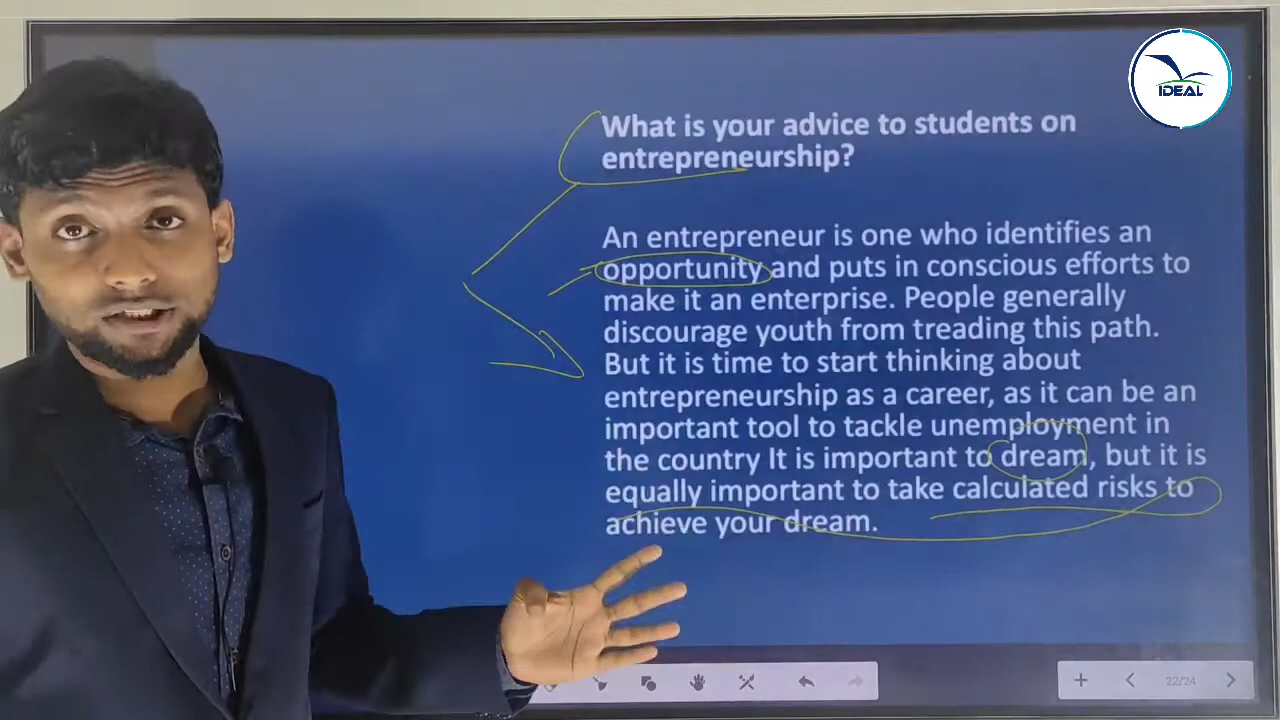 IDEAL
What is your advice to students on
entrepreneurship?
An entrepreneur is one who identifies an
opportunity and puts in conscious efforts to
make it an enterprise. People generally
discourage youth from treading this path.
But it is time to start thinking about
entrepreneurship as a career, as it can be an
important tool to tackle unemployment in
the country It is important to dream, but it is
equally important to take calculated risks to
achieve your dream.
22/24